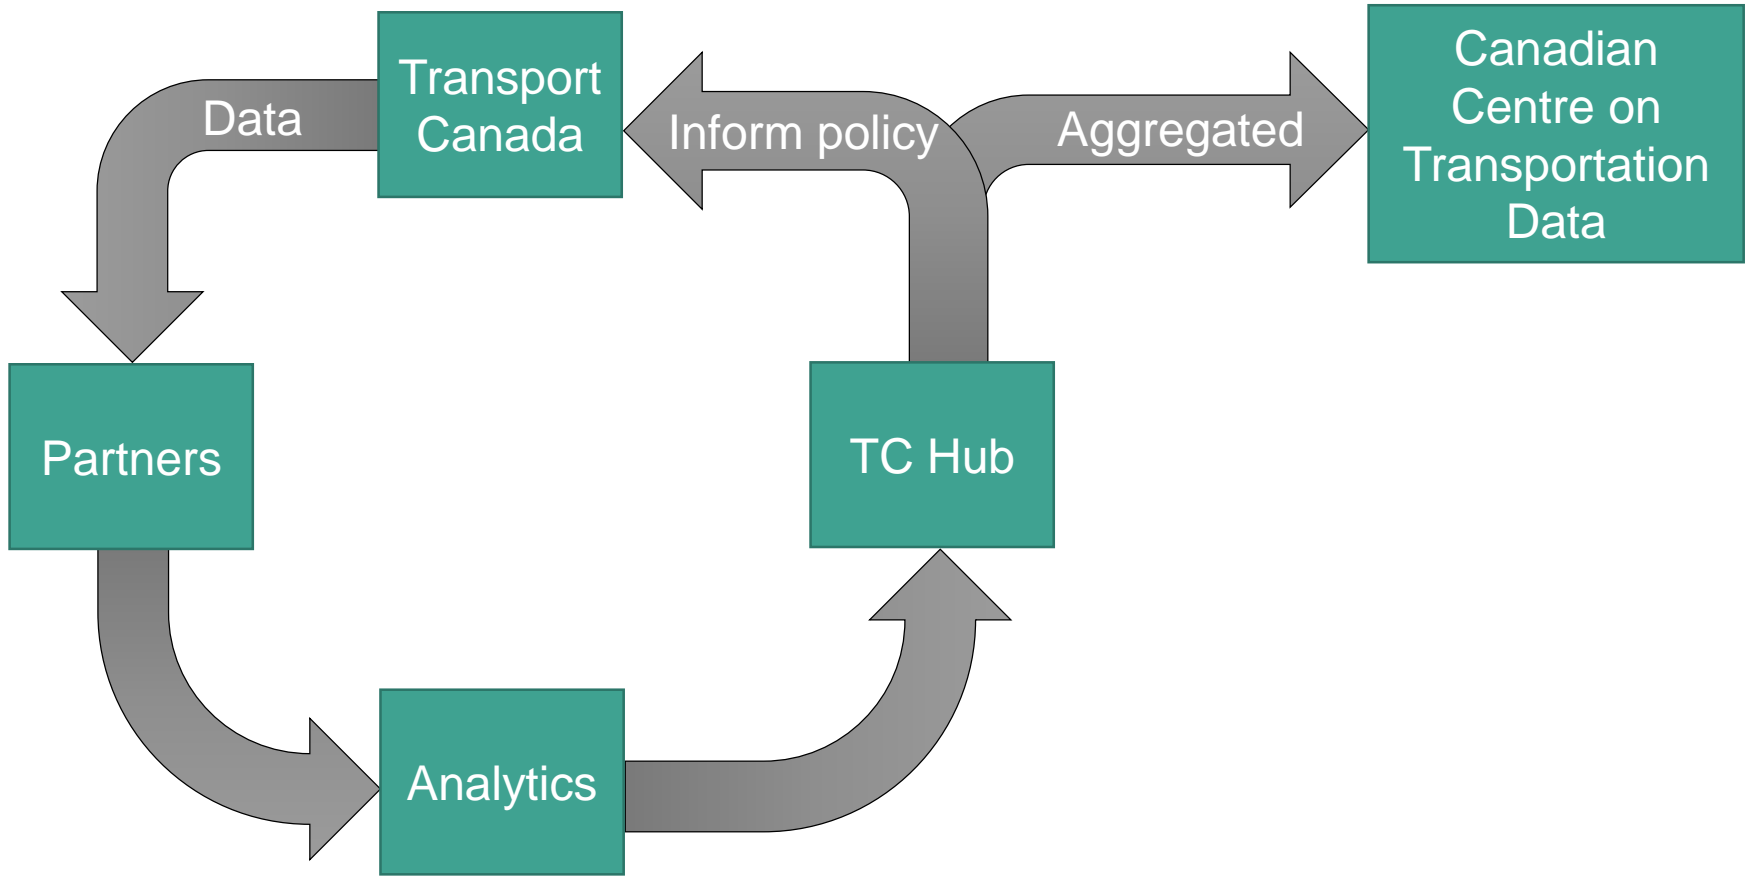 Transport
Canada
Data
Inform policy
Aggregated
Canadian
Centre on
Transportation
Data
Partners
TC Hub
Analytics